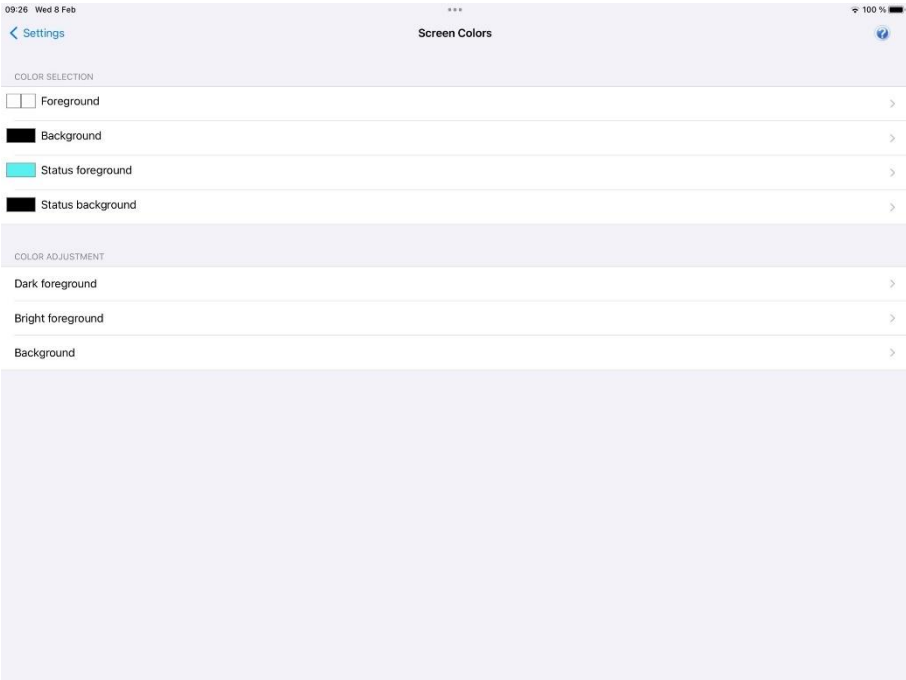 09:26 Wed 8 Feb
100 %
Settings
Screen Colors
COLOR SELECTION
Foreground
Background
Status foreground
Status background
COLOR ADJUSTMENT
Dark foreground
Bright foreground
Background